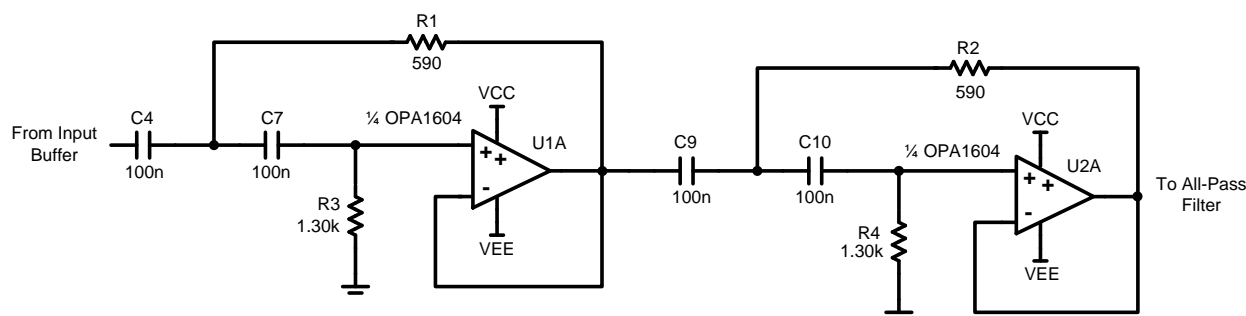 R1
590
R2
590
VCC
¼ OPA1604
C4
C7
U1A
VCC
From Input
Buffer
+
+
-
C9
C10
¼ OPA1604
U2A
100n
100n
To All-Pass
Filter
+
+
-
100n
100n
R3
1.30k
R4
1.30k
VEE
VEE